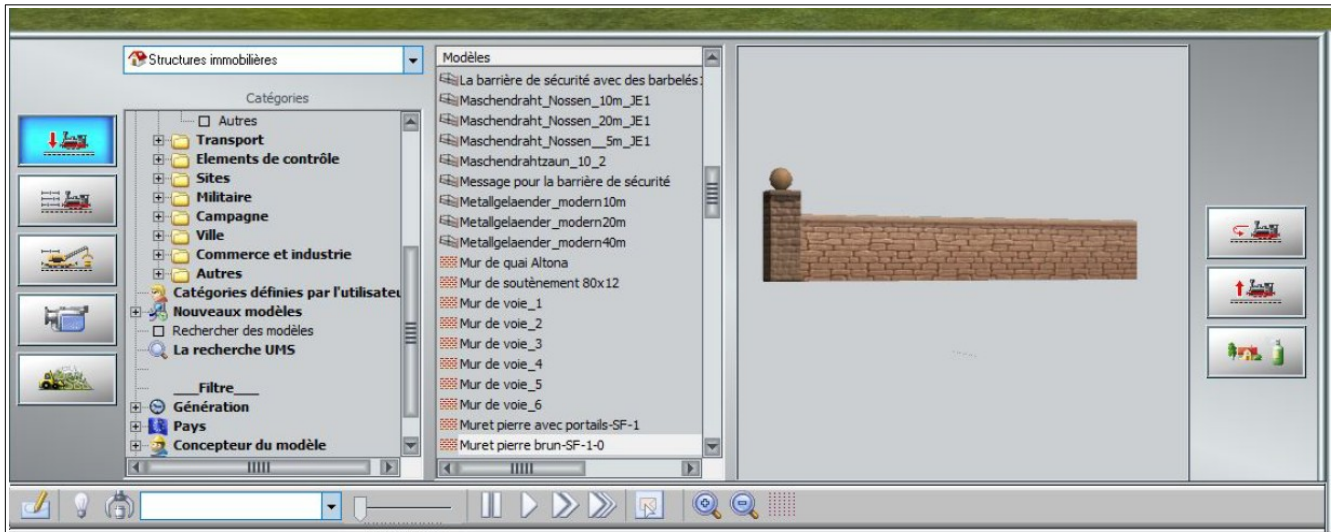 Structures immobilières
Catégories
Autres
Transport
Elements de contrôle
Sites
Militaire
Campagne
Ville
Commerce et industrie
Autres
Catégories définies par l'utilisateu
Nouveaux modèles
Rechercher des modèles
La recherche UMS
___Filtre___
Génération
Pays
Concepteur du modèle
Modèles
La barrière de sécurité avec des barbelés
Maschendraht_Nossen_10m_JE1
Maschendraht_Nossen_20m_JE1
Maschendraht_Nossen__5m_JE1
Maschendrahtzaun_10_2
Message pour la barrière de sécurité
Metallgelaender_modern10m
Metallgelaender_modern20m
Metallgelaender_modern40m
Mur de quai Altona
Mur de soutènement 80x12
Mur de voie_1
Mur de voie_2
Mur de voie_3
Mur de voie_4
Mur de voie_5
Mur de voie_6
Muret pierre avec portails-SF-1
Muret pierre brun-SF-1-0